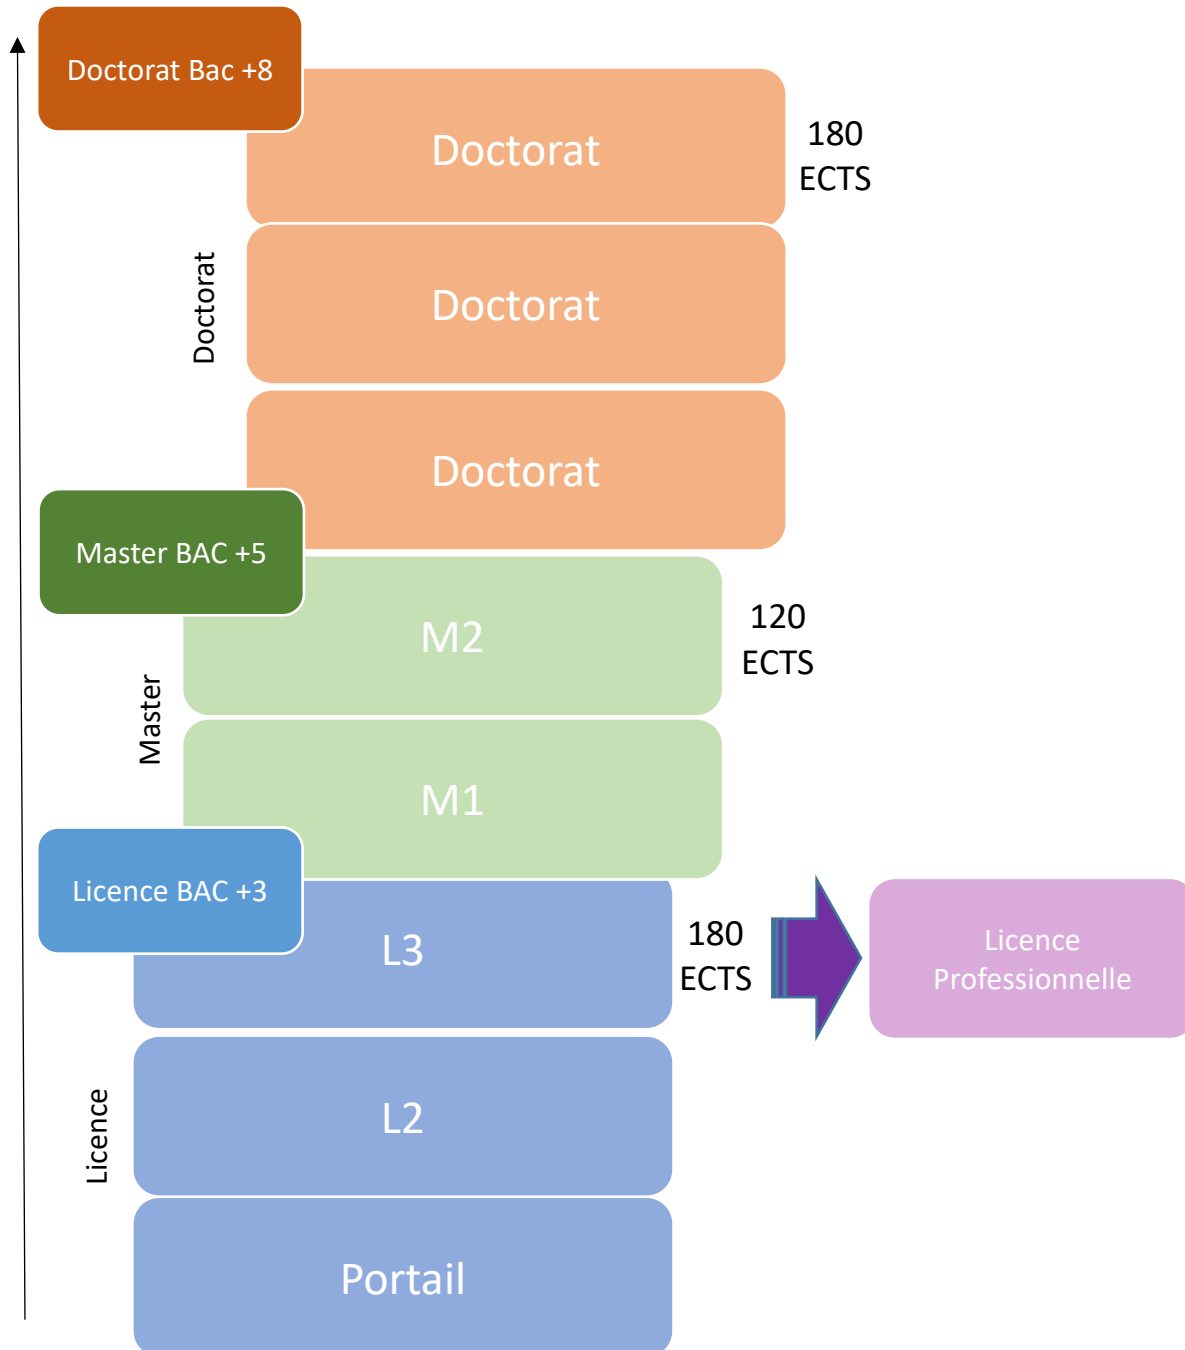 Doctorat Bac +8
Doctorat
180
ECTS
Doctorat
Doctorat
Doctorat
Master BAC +5
M2
120
ECTS
Master
M1
Licence BAC +3
L3
180
ECTS
Licence
Professionnelle
L2
Licence
Portail